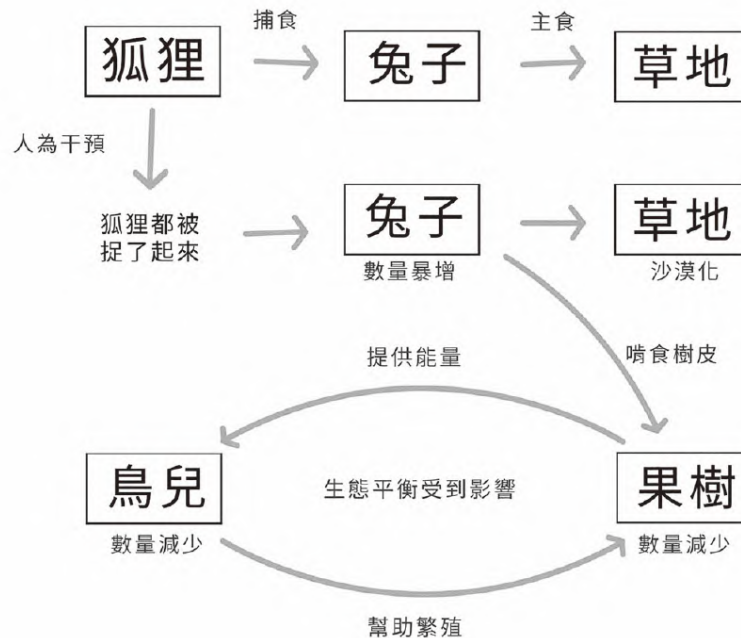 捕食
主食
狐狸
兔子
草地
人為干預
狐狸都被
捉了起來
兔子
草地
數量暴增
沙漠化
提供能量
啃食樹皮
鳥兒
生態平衡受到影響
果樹
數量減少
數量減少
幫助繁殖